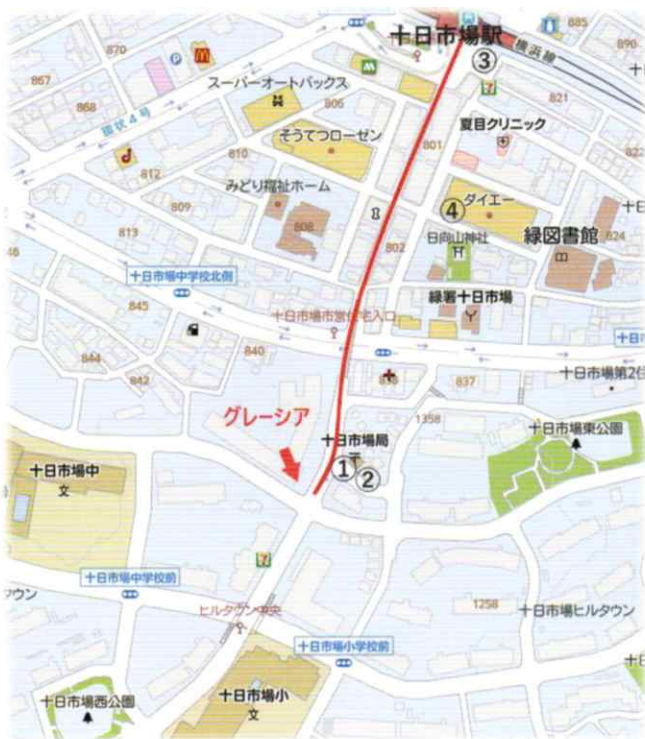 885
十日市場駅
870
890
③
横浜線
867
スーパーオートバックス
806
821
868
夏目クリニック
環状4号
そうてつローゼン
801
822
810
812
みどり福祉ホーム
④
ダイエー
809
808
日向山神社
緑図書館
824
813
802
十日市場中学校北側
緑署十日市場
845
十日市場市営住宅入口
840
844
842
837
十日市場第2住
1358
グレーシア
十日市場東公園
十日市場局
十日市場中
文
①
②
十日市場中学校前
タウン
1258
ヒルタウン中央
十日市場ヒルタウン
十日市場小学校前
十日市場小
文
十日市場西公園